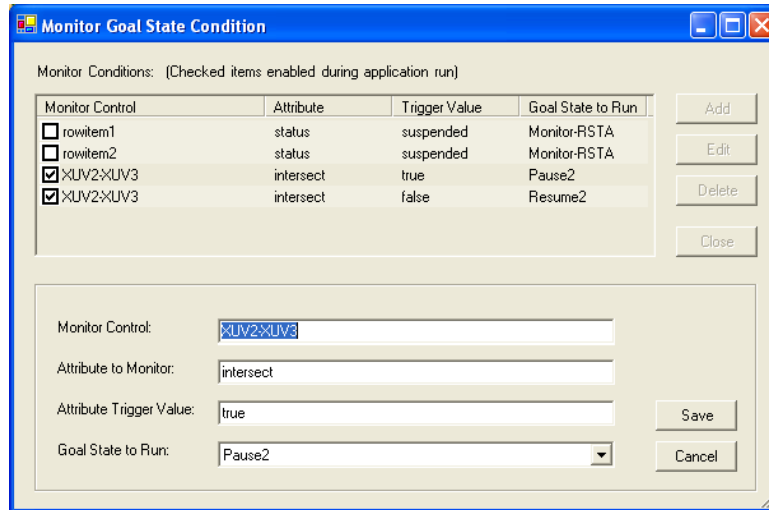 Monitor Goal State Condition
Monitor Conditions: (Checked items enabled during application run)
Monitor Control Attribute Trigger Value Goal State to Run
rowitem1 status suspended Monitor-RSTA
rowitem2 status suspended Monitor-RSTA
XUV2-XUV3 intersect true Pause2
XUV2-XUV3 intersect false Resume2
Add
Edit
Delete
Close
Monitor Control: XUV2-XUV3
Attribute to Monitor: intersect
Attribute Trigger Value: true
Goal State to Run: Pause2
Save
Cancel